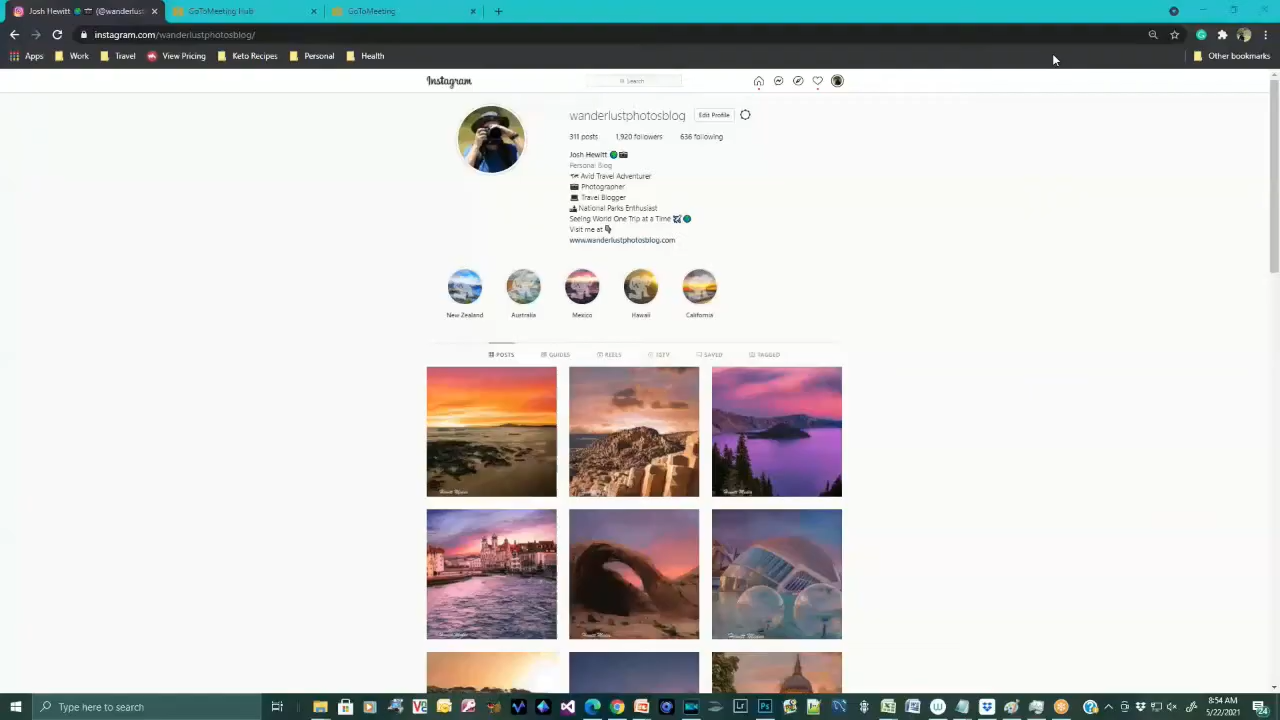 Josh Hewitt (@wanderlust
GoToMeeting Hub
GoToMeeting
instagram.com/wanderlustphotosblog/
Apps
Work
Travel
View Pricing
Keto Recipes
Personal
Health
Other bookmarks
Instagram
Search
wanderlustphotosblog
Edit Profile
311 posts
1,920 followers
636 following
Josh Hewitt
Personal Blog
Avid Travel Adventurer
Photographer
Travel Blogger
National Parks Enthusiast
Seeing World One Trip at a Time
Visit me at
www.wanderlustphotosblog.com
New Zealand
Australia
Mexico
Hawaii
California
POSTS
GUIDES
REELS
IGTV
SAVED
TAGGED
Type here to search
8:54 AM
5/22/2021